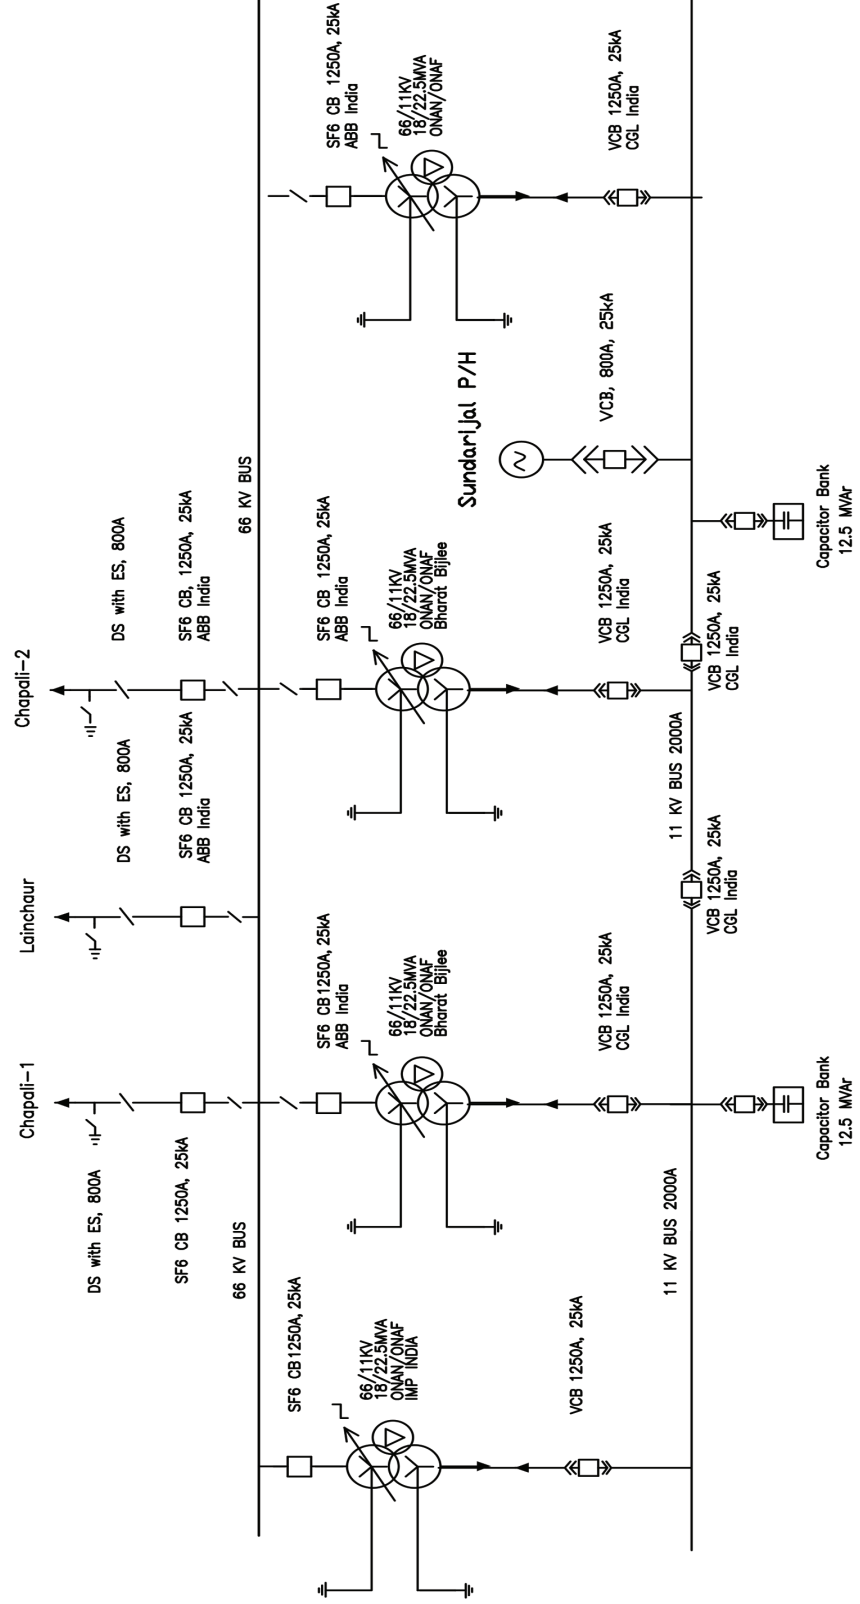 Chapali-1
Lainchaur
Chapali-2
DS with ES, 800A
DS with ES, 800A
DS with ES, 800A
SF6 CB 1250A, 25kA
SF6 CB 1250A, 25kA
ABB India
SF6 CB, 1250A, 25kA
ABB India
66 KV BUS
66 KV BUS
SF6 CB1250A, 25kA
SF6 CB1250A, 25kA
ABB India
SF6 CB 1250A, 25kA
ABB India
SF6 CB 1250A, 25kA
ABB India
66/11KV
18/22.5MVA
ONAN/ONAF
IMP INDIA
66/11KV
18/22.5MVA
ONAN/ONAF
Bharat Bijlee
66/11KV
18/22.5MVA
ONAN/ONAF
Bharat Bijlee
66/11KV
18/22.5MVA
ONAN/ONAF
Sundarijal P/H
VCB 1250A, 25kA
VCB 1250A, 25kA
CGL India
VCB 1250A, 25kA
CGL India
VCB, 800A, 25kA
VCB 1250A, 25kA
CGL India
11 KV BUS 2000A
11 KV BUS 2000A
VCB 1250A, 25kA
CGL India
VCB 1250A, 25kA
CGL India
Capacitor Bank
12.5 MVAr
Capacitor Bank
12.5 MVAr